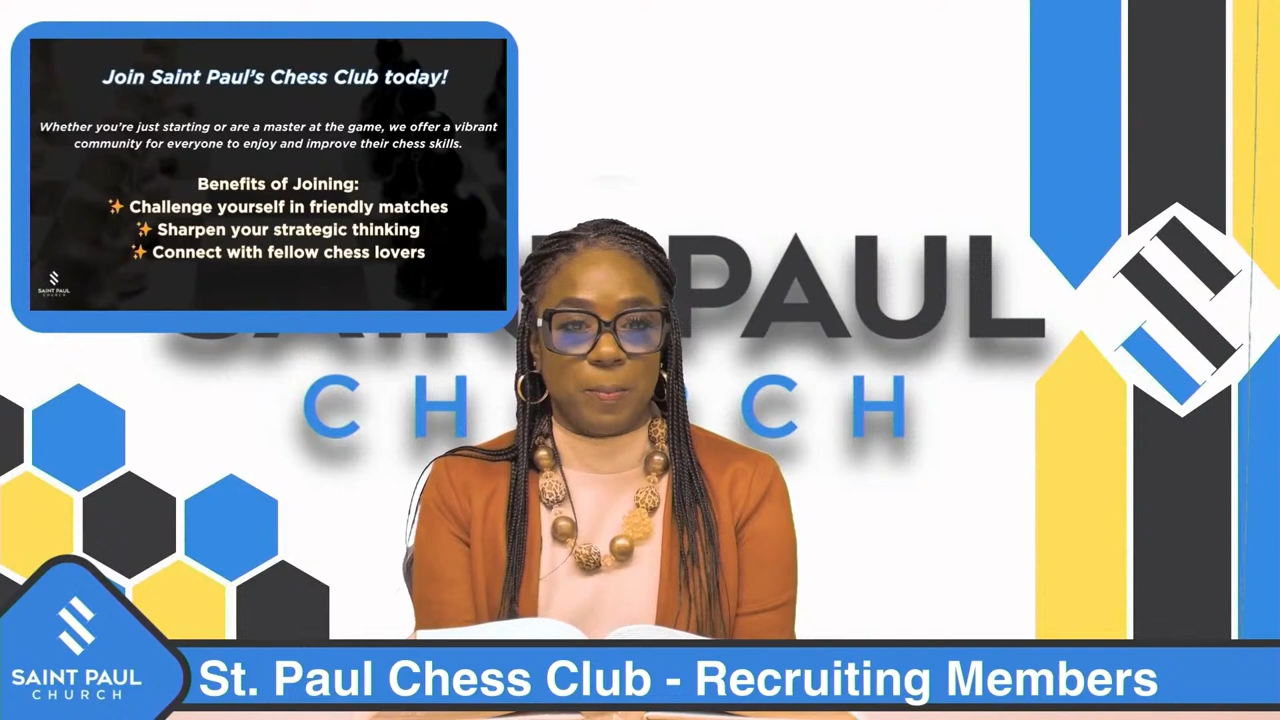 Join Saint Paul's Chess Club today!
Whether you're just starting or are a master at the game, we offer a vibrant
community for everyone to enjoy and improve their chess skills.
Benefits of Joining:
✨ Challenge yourself in friendly matches
✨ Sharpen your strategic thinking
✨ Connect with fellow chess lovers
SAINT PAUL
CHURCH
PAUL
CH CH
SAINT PAUL
CHURCH
St. Paul Chess Club - Recruiting Members